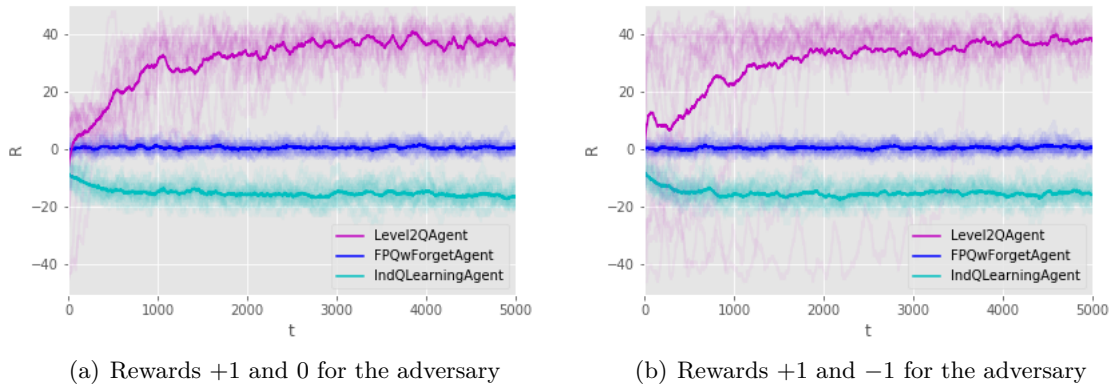 40
20
0
−20
−40
R
0
1000
2000
3000
4000
5000
t
Level2QAgent
FPQwForgetAgent
IndQLearningAgent
(a) Rewards +1 and 0 for the adversary
40
20
0
−20
−40
R
0
1000
2000
3000
4000
5000
t
Level2QAgent
FPQwForgetAgent
IndQLearningAgent
(b) Rewards +1 and −1 for the adversary